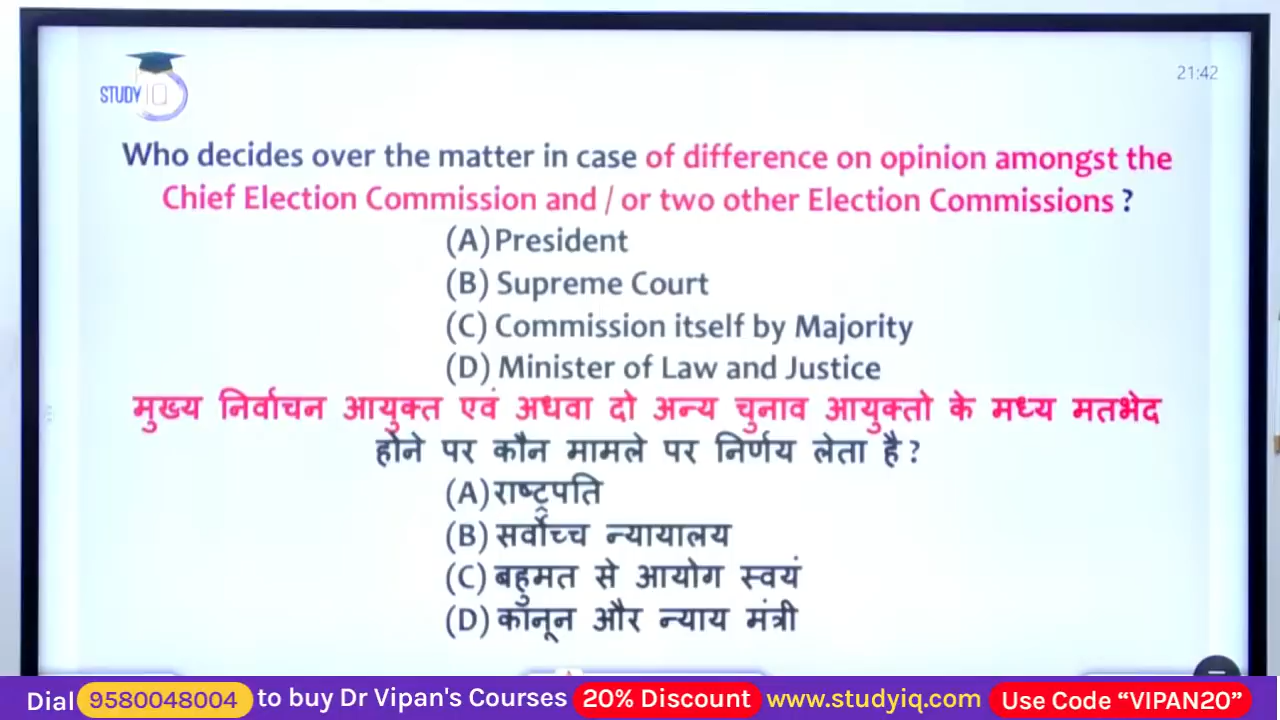 STUDY IQ
21:42
Who decides over the matter in case of difference on opinion amongst the
Chief Election Commission and / or two other Election Commissions ?
(A) President
(B) Supreme Court
(C) Commission itself by Majority
(D) Minister of Law and Justice
मुख्य निर्वाचन आयुक्त एवं अथवा दो अन्य चुनाव आयुक्तो के मध्य मतभेद
होने पर कौन मामले पर निर्णय लेता है ?
(A) राष्ट्रपति
(B) सर्वोच्च न्यायालय
(C) बहुमत से आयोग स्वयं
(D) कानून और न्याय मंत्री
Dial 9580048004 to buy Dr Vipan's Courses 20% Discount www.studyiq.com Use Code “VIPAN20”